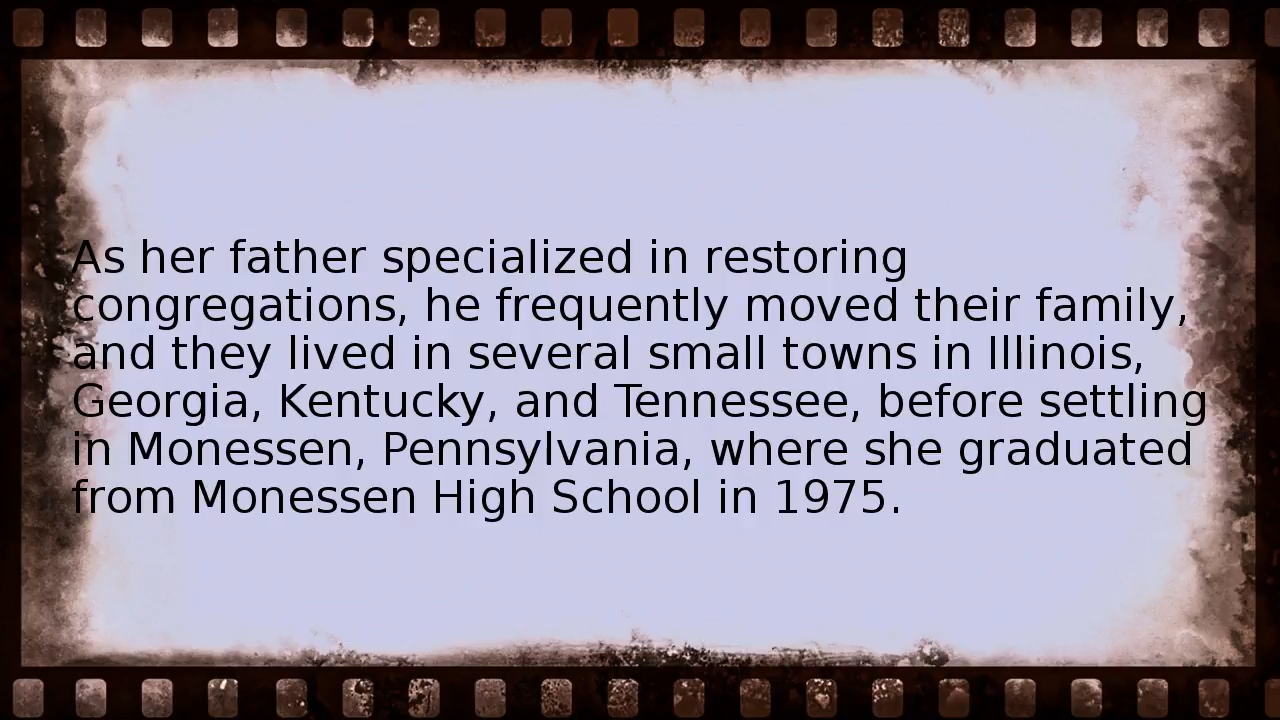 As her father specialized in restoring
congregations, he frequently moved their family,
and they lived in several small towns in Illinois,
Georgia, Kentucky, and Tennessee, before settling
in Monessen, Pennsylvania, where she graduated
from Monessen High School in 1975.